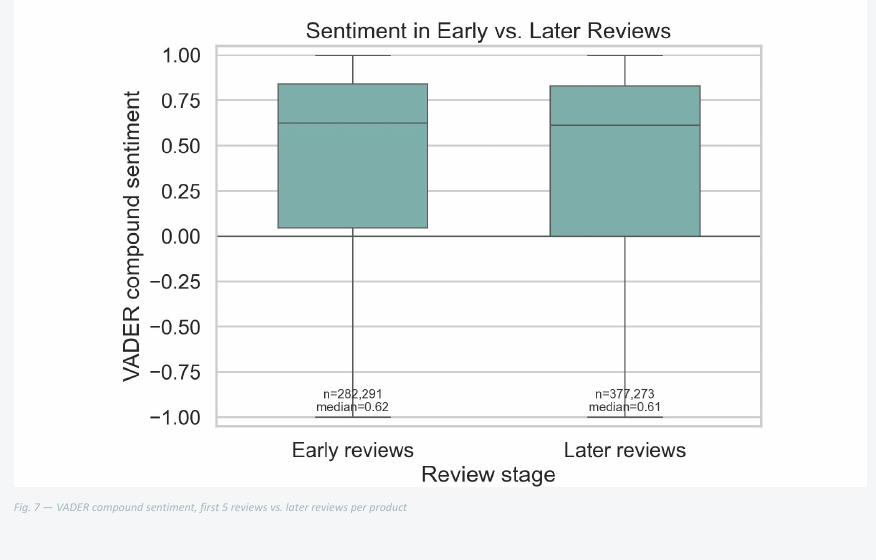 Sentiment in Early vs. Later Reviews
1.00
0.75
0.50
0.25
0.00
−0.25
−0.50
−0.75
−1.00
VADER compound sentiment
n=282,291
median=0.62
n=377,273
median=0.61
Early reviews
Later reviews
Review stage
Fig. 7 — VADER compound sentiment, first 5 reviews vs. later reviews per product